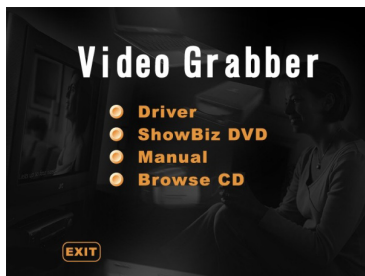 Video Grabber
Driver
ShowBiz DVD
Manual
Browse CD
EXIT